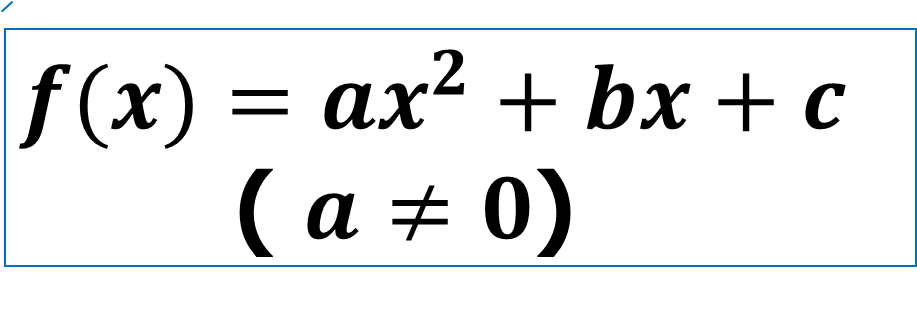 f(x) = ax² + bx + c
( a ≠ 0)